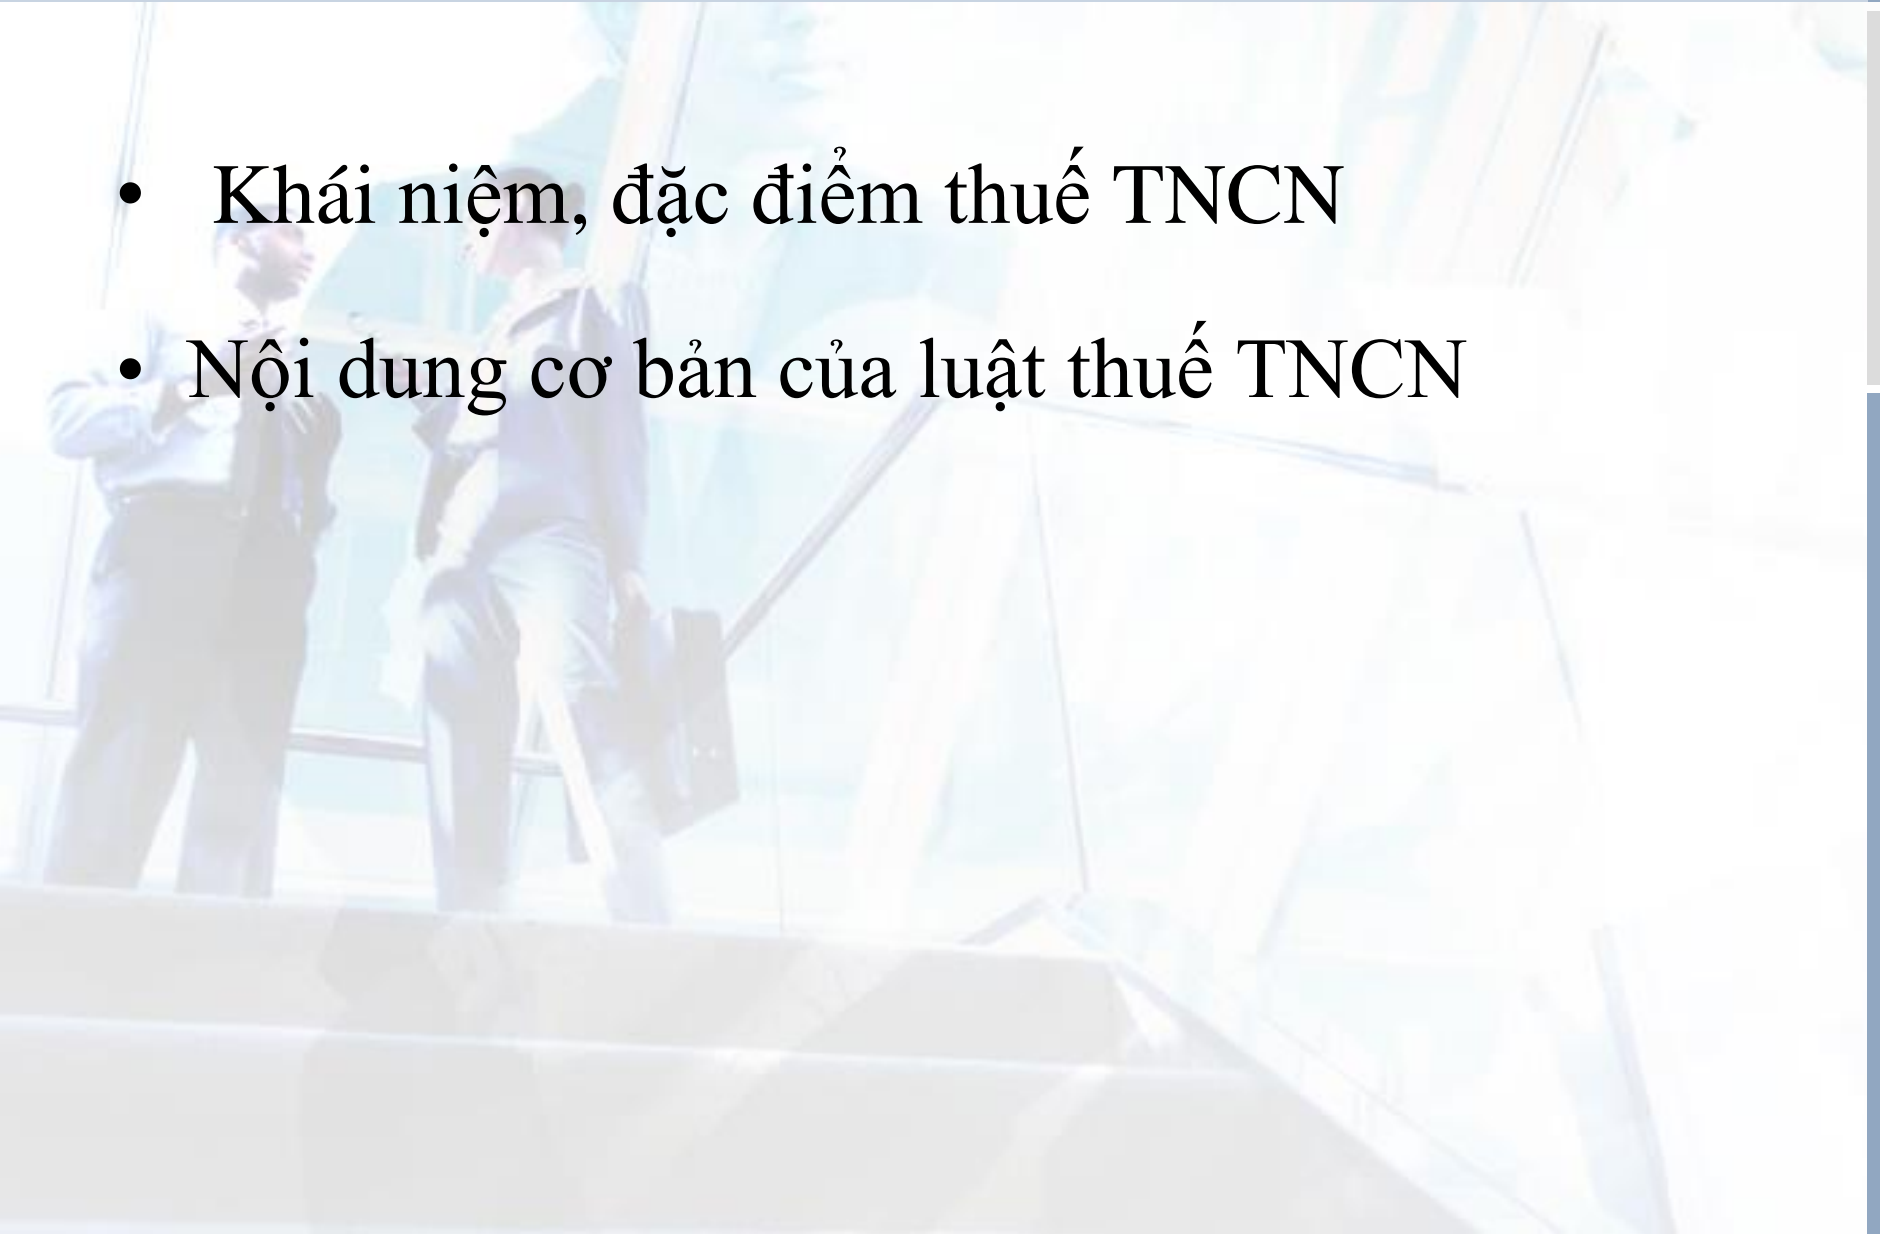 • Khái niệm, đặc điểm thuế TNCN
• Nội dung cơ bản của luật thuế TNCN